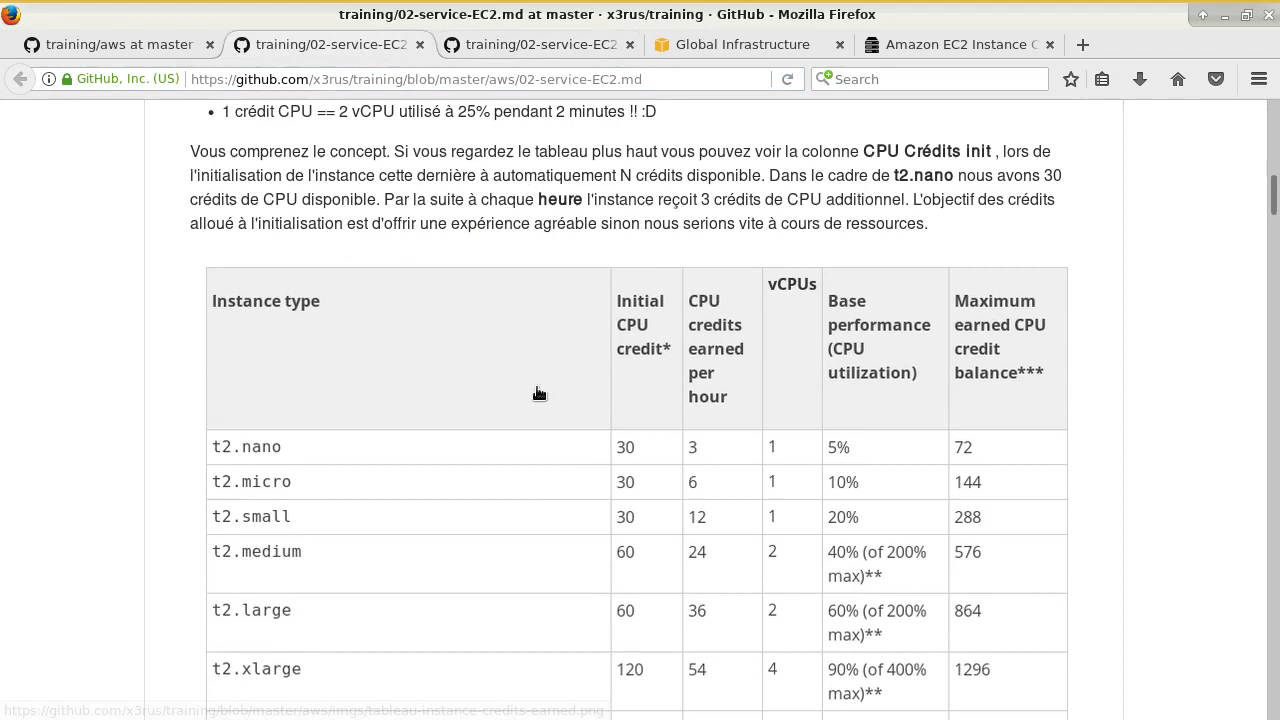 training/02-service-EC2.md at master · x3rus/training · GitHub - Mozilla Firefox
training/aws at master
training/02-service-EC2
training/02-service-EC2
Global Infrastructure
Amazon EC2 Instance C
GitHub, Inc. (US)
https://github.com/x3rus/training/blob/master/aws/02-service-EC2.md
Search
• 1 crédit CPU == 2 vCPU utilisé à 25% pendant 2 minutes !! :D
Vous comprenez le concept. Si vous regardez le tableau plus haut vous pouvez voir la colonne CPU Crédits init , lors de
l'initialisation de l'instance cette dernière à automatiquement N crédits disponible. Dans le cadre de t2.nano nous avons 30
crédits de CPU disponible. Par la suite à chaque heure l'instance reçoit 3 crédits de CPU additionnel. L'objectif des crédits
alloué à l'initialisation est d'offrir une expérience agréable sinon nous serions vite à cours de ressources.
Instance type
Initial
CPU
credit*
CPU
credits
earned
per
hour
vCPUs
Base
performance
(CPU
utilization)
Maximum
earned CPU
credit
balance***
t2.nano 30 3 1 5% 72
t2.micro 30 6 1 10% 144
t2.small 30 12 1 20% 288
t2.medium 60 24 2 40% (of 200% 576
max)**
t2.large 60 36 2 60% (of 200% 864
max)**
t2.xlarge 120 54 4 90% (of 400% 1296
max)**
https://github.com/x3rus/training/blob/master/aws/imgs/tableau-instance-credits-earned.png